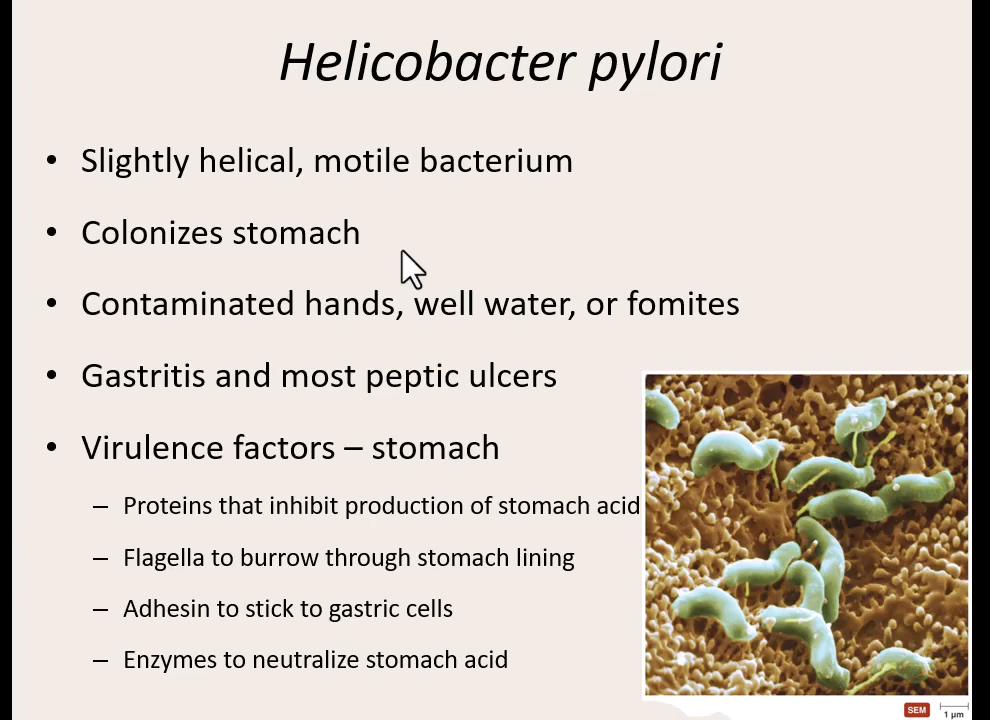 Helicobacter pylori
• Slightly helical, motile bacterium
• Colonizes stomach
• Contaminated hands, well water, or fomites
• Gastritis and most peptic ulcers
• Virulence factors – stomach
– Proteins that inhibit production of stomach acid
– Flagella to burrow through stomach lining
– Adhesin to stick to gastric cells
– Enzymes to neutralize stomach acid
SEM
1 µm